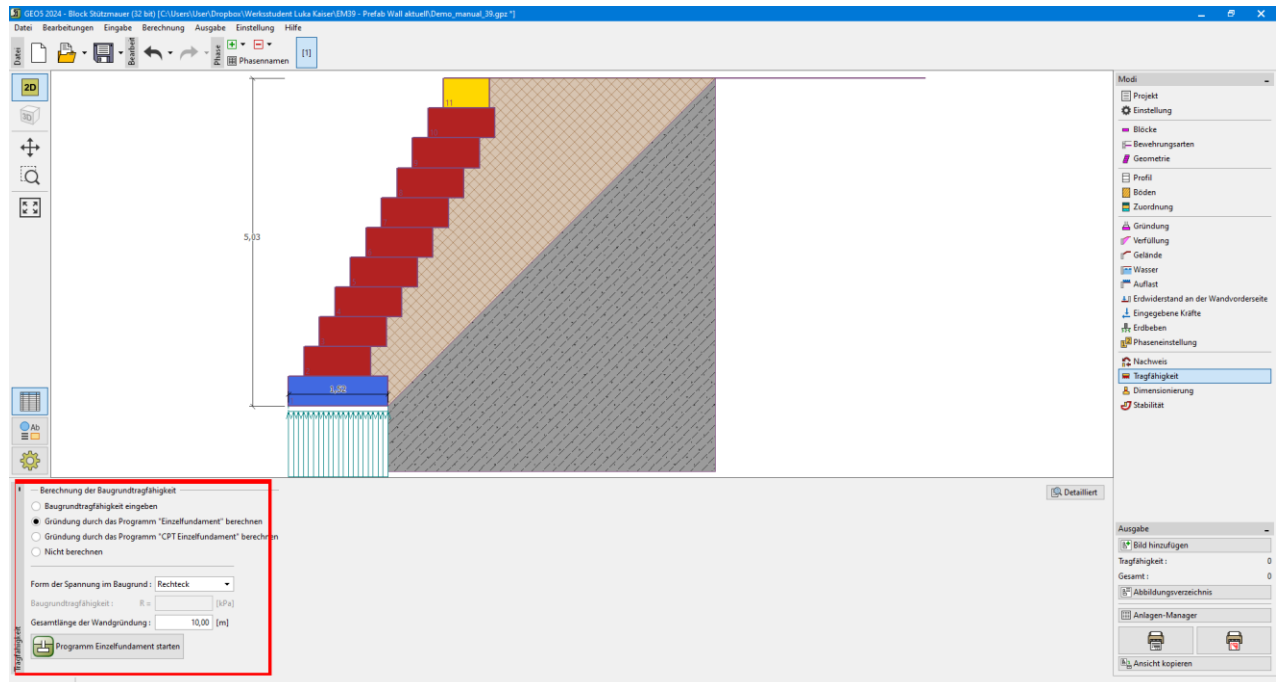 GEO5 2024 - Block Stützmauer (32 bit) [C:\Users\User\Dropbox\Werksstudent Luka Kaiser\EM39 - Prefab Wall aktuell\Demo_manual_39.gpz *]
Datei Bearbeitungen Eingabe Berechnung Ausgabe Einstellung Hilfe
Datei
Bearbeit
Phase
Phasennamen
[1]
2D
3D
Ab
5,03
11
Modi
Projekt
Einstellung
Blöcke
Bewehrungsarten
Geometrie
Profil
Böden
Zuordnung
Gründung
Verfüllung
Gelände
Wasser
Auflast
Erdwiderstand an der Wandvorderseite
Eingegebene Kräfte
Erdbeben
Phaseneinstellung
Nachweis
Tragfähigkeit
Dimensionierung
Stabilität
Tragfähigkeit
Berechnung der Baugrundtragfähigkeit
Baugrundtragfähigkeit eingeben
Gründung durch das Programm "Einzelfundament" berechnen
Gründung durch das Programm "CPT Einzelfundament" berechnen
Nicht berechnen
Form der Spannung im Baugrund : Rechteck
Baugrundtragfähigkeit : R = [kPa]
Gesamtlänge der Wandgründung : 10,00 [m]
Programm Einzelfundament starten
Detailliert
Ausgabe
Bild hinzufügen
Tragfähigkeit : 0
Gesamt : 0
Abbildungsverzeichnis
Anlagen-Manager
Ansicht kopieren